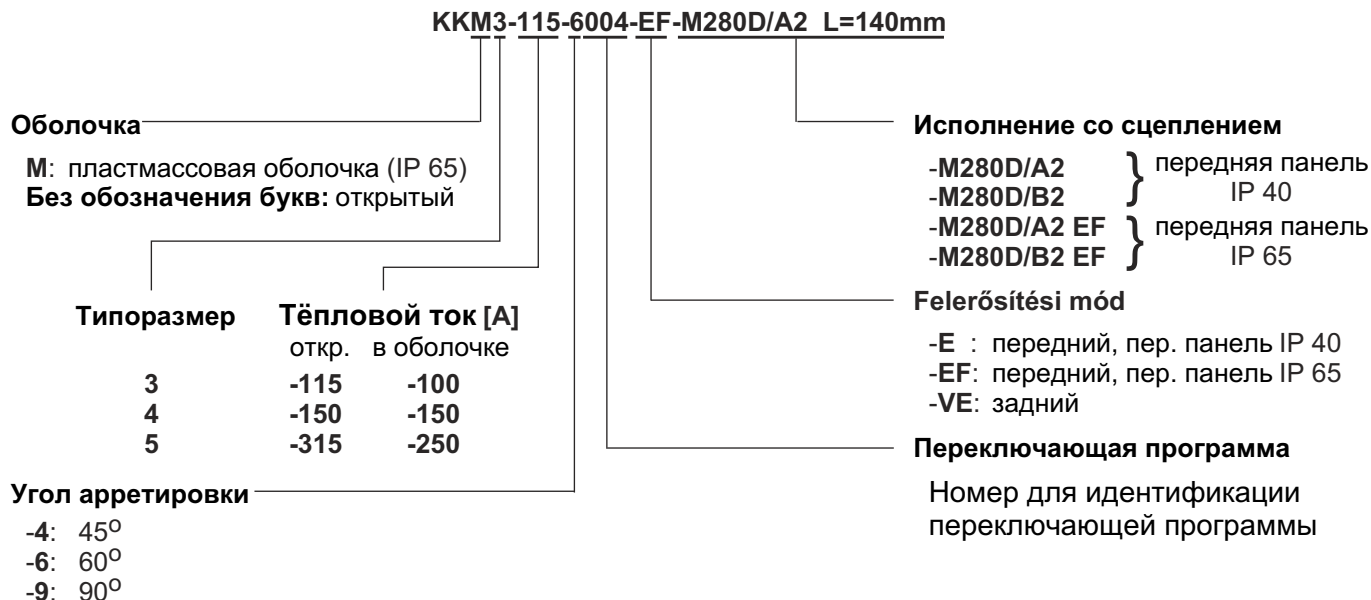 KKM3-115-6004-EF-M280D/A2 L=140mm
Оболочка
M: пластмассовая оболочка (IP 65)
Без обозначения букв: открытый
Типоразмер Тёпловой ток [A]
откр. в оболочке
3 -115 -100
4 -150 -150
5 -315 -250
Угол арретировки
-4: 45º
-6: 60º
-9: 90º
Исполнение со сцеплением
-M280D/A2
-M280D/B2
} передняя панель
IP 40
-M280D/A2 EF
-M280D/B2 EF
} передняя панель
IP 65
Felerősítési mód
-E : передний, пер. панель IP 40
-EF: передний, пер. панель IP 65
-VE: задний
Переключающая программа
Номер для идентификации
переключающей программы